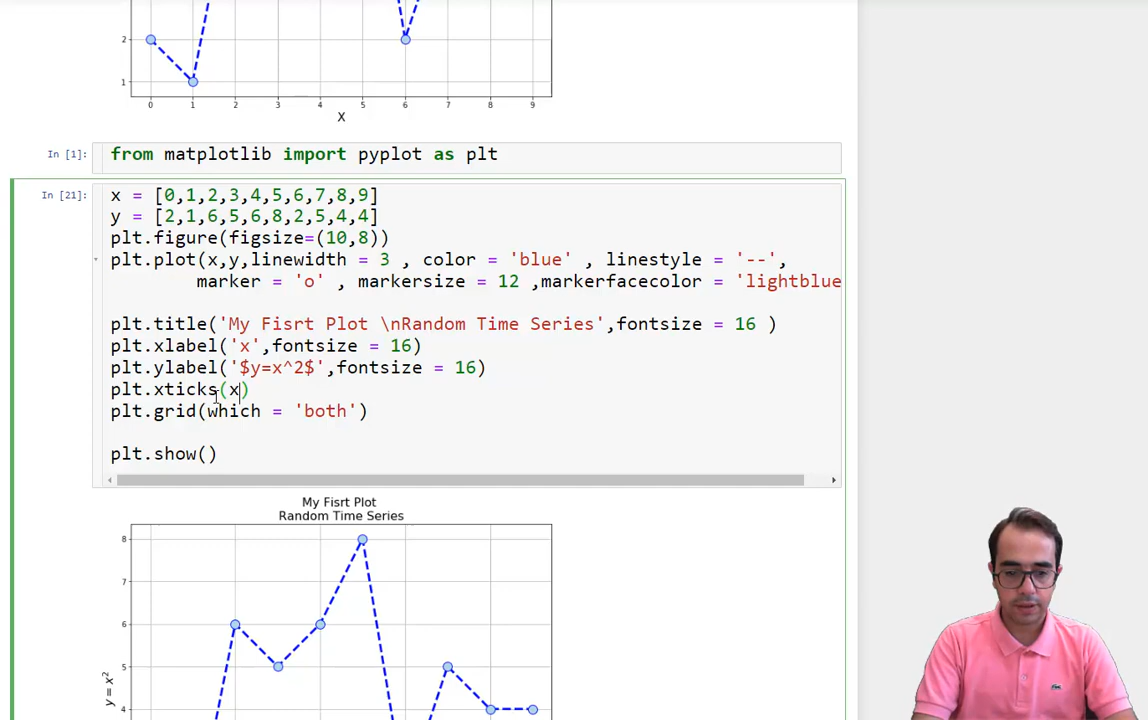 2
1
0 1 2 3 4 5 6 7 8 9
X
In [1]: from matplotlib import pyplot as plt
In [21]: x = [0,1,2,3,4,5,6,7,8,9]
y = [2,1,6,5,6,8,2,5,4,4]
plt.figure(figsize=(10,8))
plt.plot(x,y,linewidth = 3 , color = 'blue' , linestyle = '--',
marker = 'o' , markersize = 12 ,markerfacecolor = 'lightblue
plt.title('My Fisrt Plot \nRandom Time Series',fontsize = 16 )
plt.xlabel('x',fontsize = 16)
plt.ylabel('$y=x^2$',fontsize = 16)
plt.xticks(x)
plt.grid(which = 'both')
plt.show()
My Fisrt Plot
Random Time Series
8
7
6
5
4
y = x²